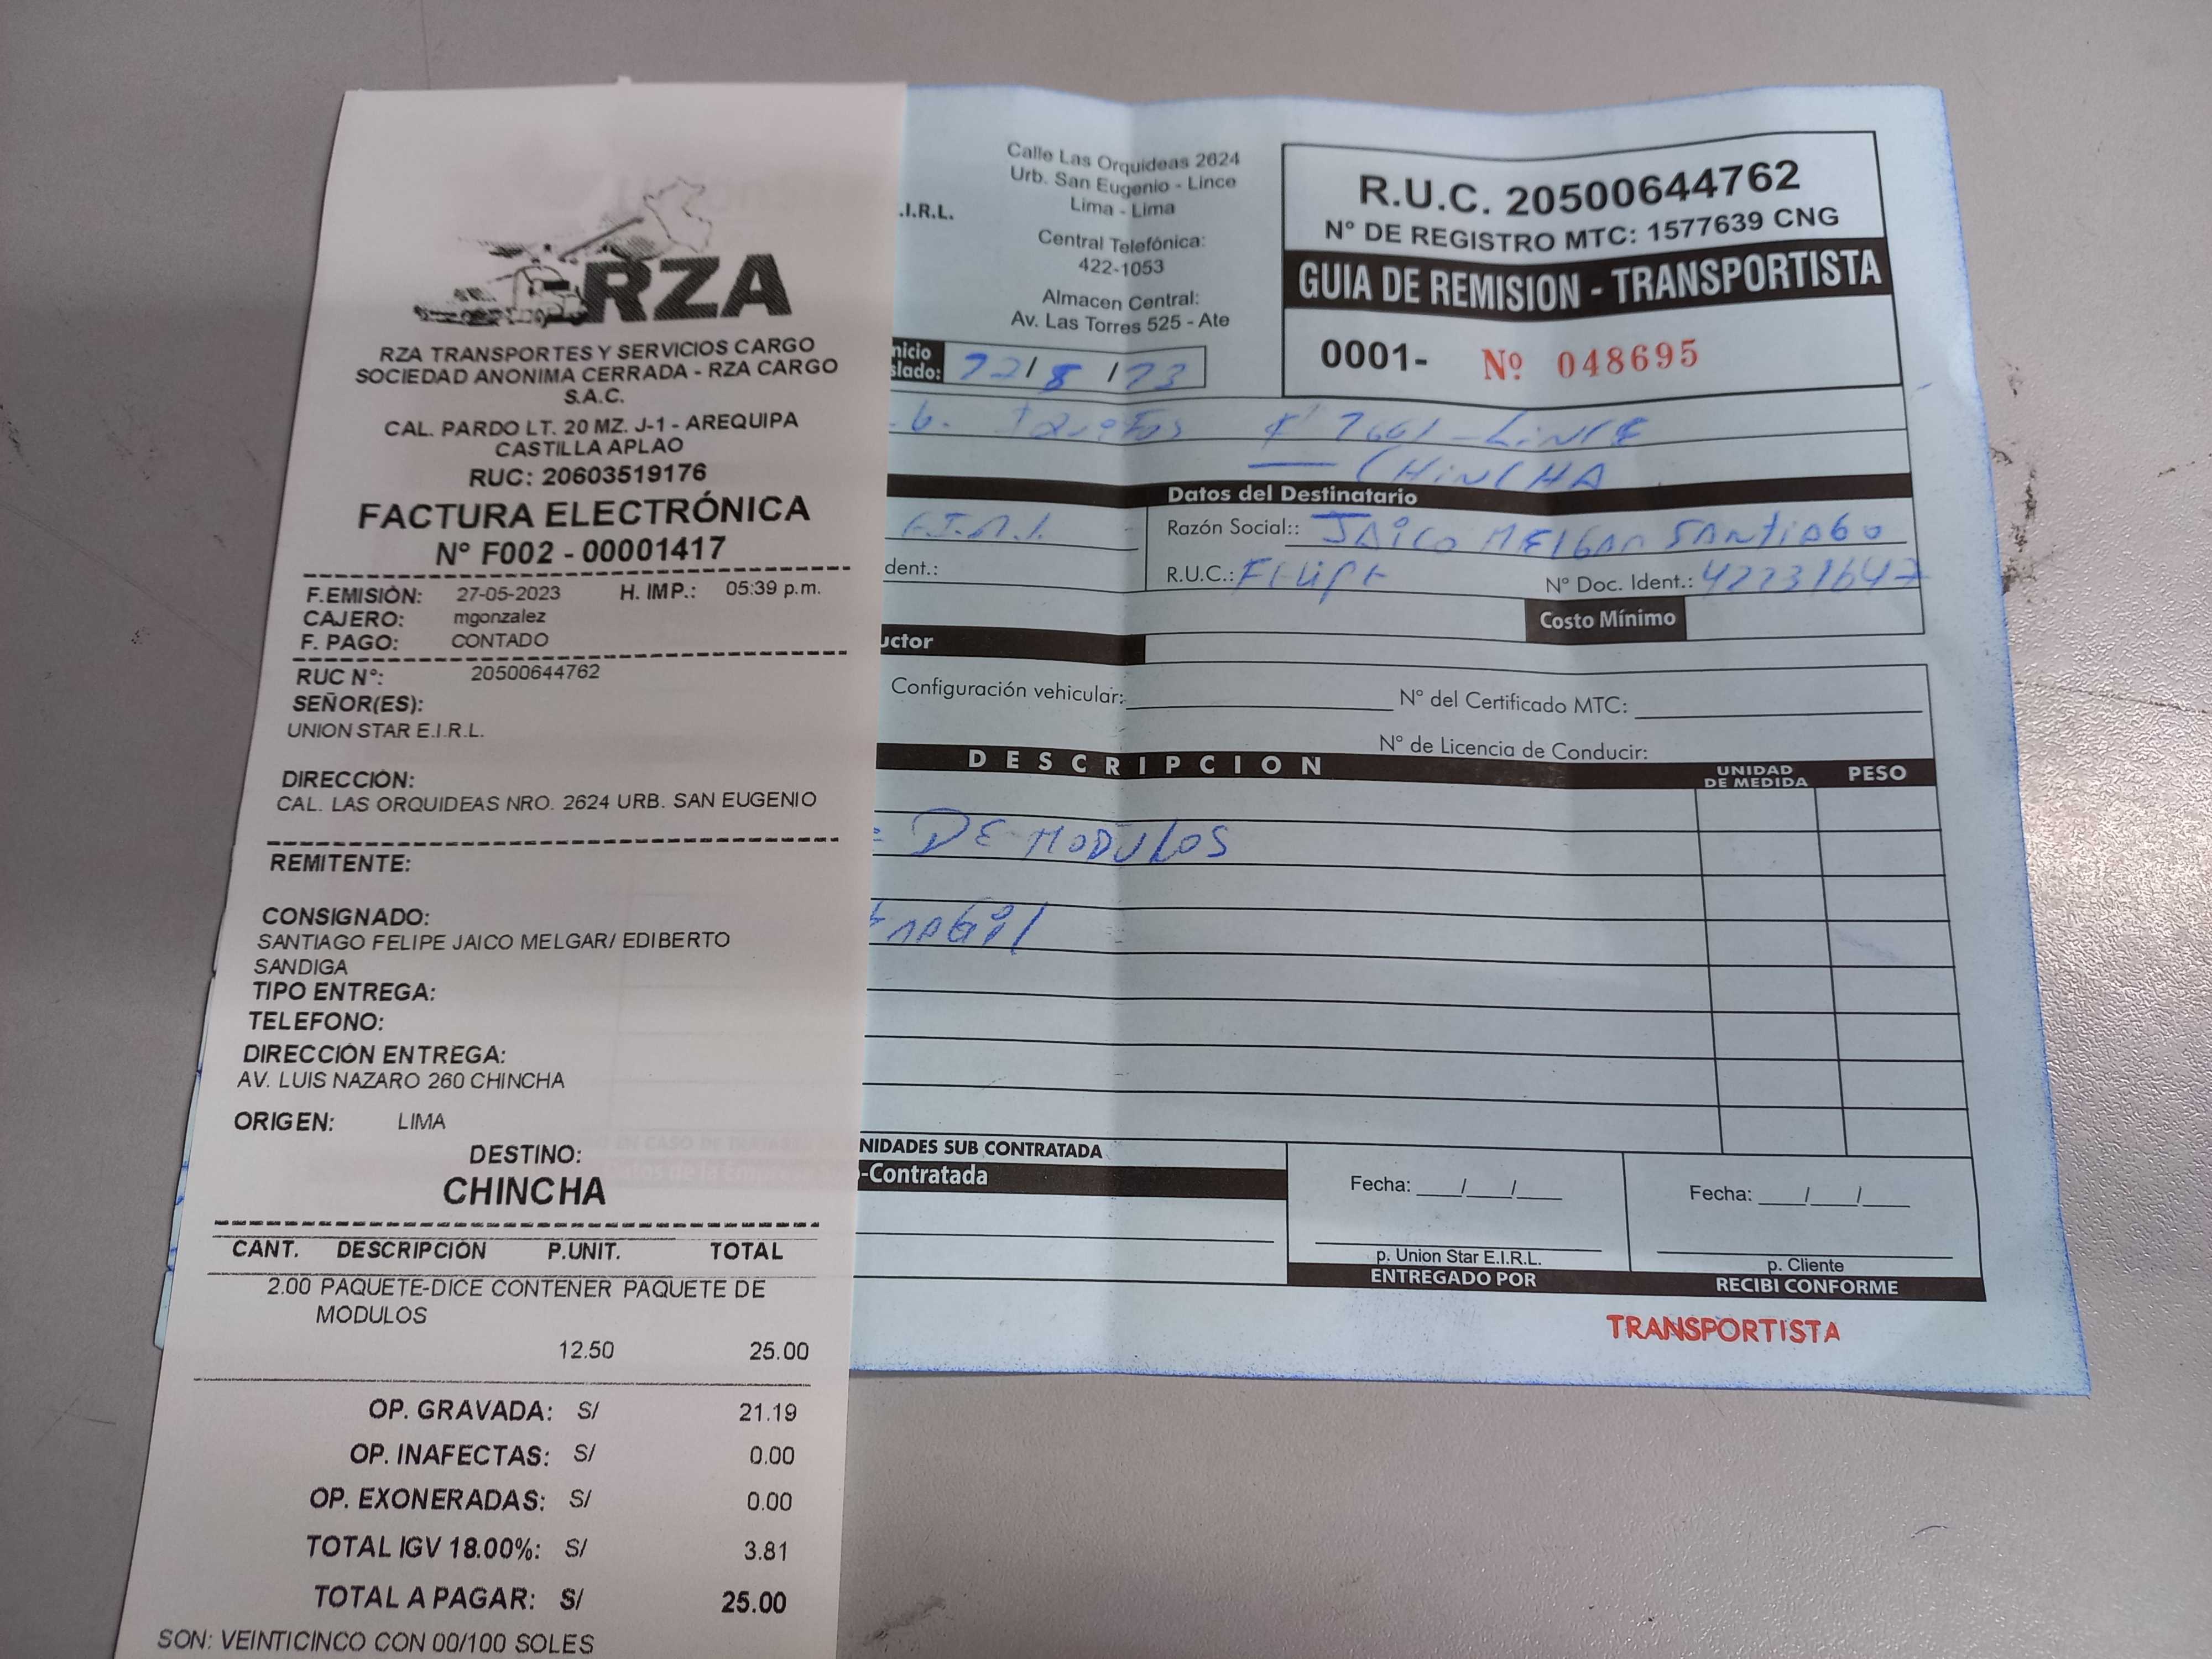 RZA
RZA TRANSPORTES Y SERVICIOS CARGO
SOCIEDAD ANONIMA CERRADA - RZA CARGO
S.A.C.
CAL. PARDO LT. 20 MZ. J-1 - AREQUIPA
CASTILLA APLAO
RUC: 20603519176
FACTURA ELECTRÓNICA
N° F002 - 00001417
F.EMISIÓN: 27-05-2023 H. IMP.: 05:39 p.m.
CAJERO: mgonzalez
F. PAGO: CONTADO
RUC N°: 20500644762
SEÑOR(ES):
UNION STAR E.I.R.L.
DIRECCIÓN:
CAL. LAS ORQUIDEAS NRO. 2624 URB. SAN EUGENIO
REMITENTE:
CONSIGNADO:
SANTIAGO FELIPE JAICO MELGAR/ EDIBERTO
SANDIGA
TIPO ENTREGA:
TELEFONO:
DIRECCIÓN ENTREGA:
AV. LUIS NAZARO 260 CHINCHA
ORIGEN: LIMA
DESTINO:
CHINCHA
CANT. DESCRIPCIÓN P.UNIT. TOTAL
2.00 PAQUETE-DICE CONTENER PAQUETE DE
MODULOS
12.50 25.00
OP. GRAVADA: S/ 21.19
OP. INAFECTAS: S/ 0.00
OP. EXONERADAS: S/ 0.00
TOTAL IGV 18.00%: S/ 3.81
TOTAL A PAGAR: S/ 25.00
SON: VEINTICINCO CON 00/100 SOLES
.I.R.L.
Calle Las Orquideas 2624
Urb. San Eugenio - Lince
Lima - Lima
Central Telefónica:
422-1053
Almacen Central:
Av. Las Torres 525 - Ate
R.U.C. 20500644762
N° DE REGISTRO MTC: 1577639 CNG
GUIA DE REMISION - TRANSPORTISTA
0001- Nº 048695
nicio
slado:
LINCE
CHINCHA
Datos del Destinatario
Razón Social:: JAICO MELGAR SANTIAGO
dent.:
R.U.C.: FELIPE N° Doc. Ident.:
Costo Mínimo
uctor
Configuración vehicular: N° del Certificado MTC:
N° de Licencia de Conducir:
DESCRIPCION UNIDAD DE MEDIDA PESO
DE MODULOS
NIDADES SUB CONTRATADA
-Contratada
Fecha: __/__/__ Fecha: __/__/__
p. Union Star E.I.R.L. p. Cliente
ENTREGADO POR RECIBI CONFORME
TRANSPORTISTA